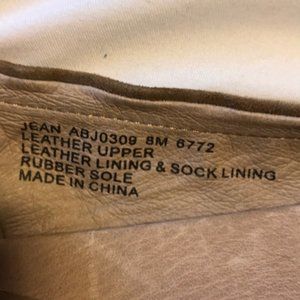 JEAN ABJ0309 8M 6772
LEATHER UPPER
LEATHER LINING & SOCK LINING
RUBBER SOLE
MADE IN CHINA